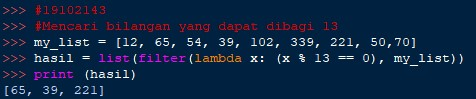 >>> #19102143
>>> #Mencari bilangan yang dapat dibagi 13
>>> my_list = [12, 65, 54, 39, 102, 339, 221, 50,70]
>>> hasil = list(filter(lambda x: (x % 13 == 0), my_list))
>>> print (hasil)
[65, 39, 221]